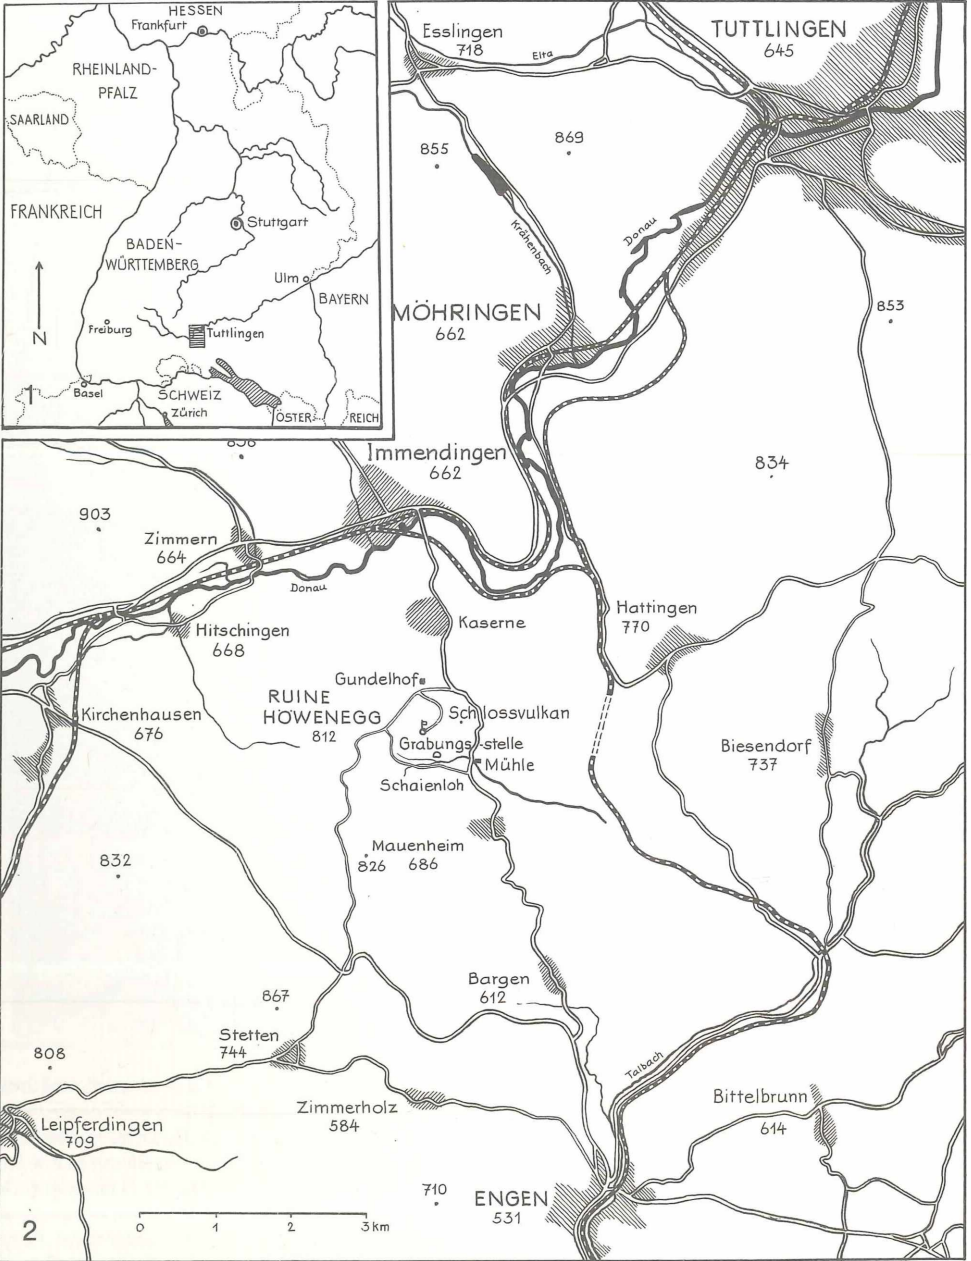 HESSEN
Frankfurt
RHEINLAND-
PFALZ
SAARLAND
FRANKREICH
Stuttgart
BADEN-
WÜRTTEMBERG
Ulm
BAYERN
N
Freiburg
Tuttlingen
1
Basel
SCHWEIZ
Zürich
ÖSTER-
REICH
Esslingen
718
Elta
TUTTLINGEN
645
855
869
Krähenbach
Donau
853
MÖHRINGEN
662
Immendingen
662
834
903
Zimmern
664
Donau
Hattingen
770
Kaserne
Hitschingen
668
Gundelhof
RUINE
HÖWENEGG
812
Schlossvulkan
Kirchenhausen
676
Grabungs-stelle
Mühle
Schaienloh
Biesendorf
737
Mauenheim
826 686
832
Bargen
612
867
Stetten
744
808
Talbach
Zimmerholz
584
Bittelbrunn
614
Leipferdingen
709
710
ENGEN
531
0 1 2 3km
2